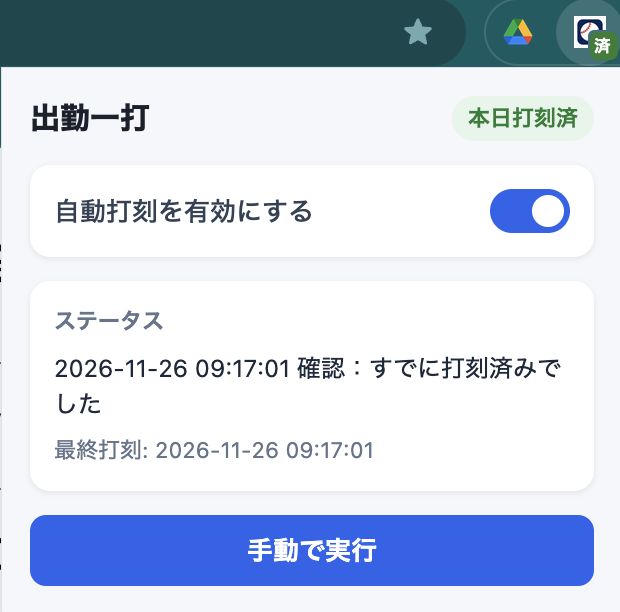 済
出勤一打
本日打刻済
自動打刻を有効にする
ステータス
2026-11-26 09:17:01 確認：すでに打刻済みで
した
最終打刻: 2026-11-26 09:17:01
手動で実行